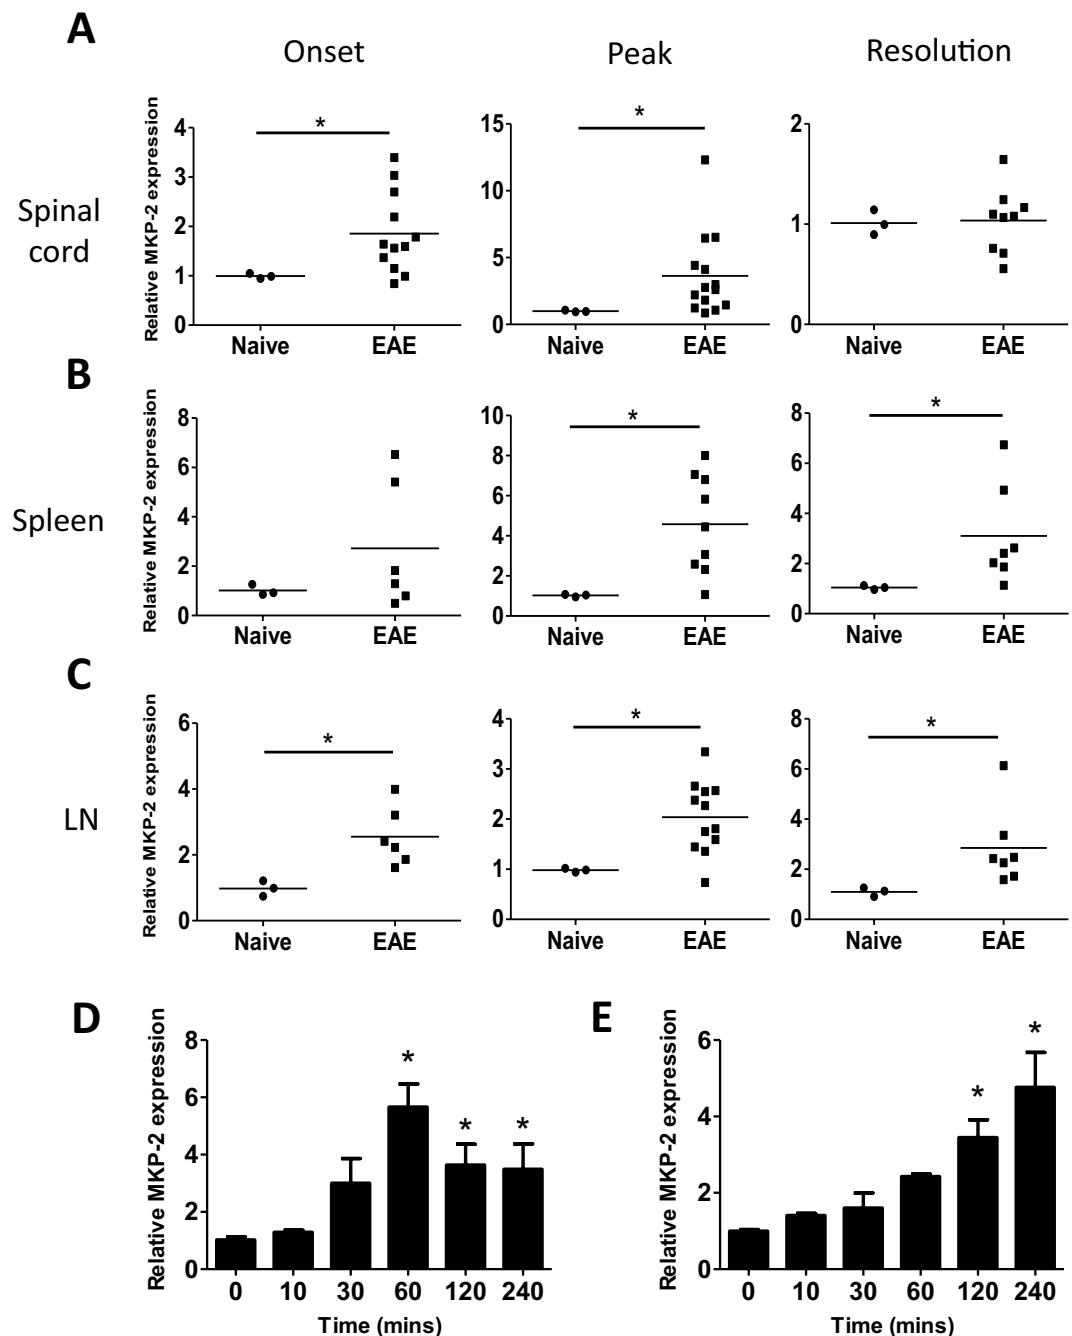 A
Onset Peak Resolution
Spinal cord
Relative MKP-2 expression
4 3 2 1 0
*
Naive EAE
15 10 5 0
*
Naive EAE
2 1 0
Naive EAE
B
Spleen
Relative MKP-2 expression
8 6 4 2 0
Naive EAE
10 8 6 4 2 0
*
Naive EAE
8 6 4 2 0
*
Naive EAE
C
LN
Relative MKP-2 expression
6 4 2 0
*
Naive EAE
4 3 2 1 0
*
Naive EAE
8 6 4 2 0
*
Naive EAE
D
Relative MKP-2 expression
8 6 4 2 0
* * *
0 10 30 60 120 240
Time (mins)
E
Relative MKP-2 expression
6 4 2 0
* *
0 10 30 60 120 240
Time (mins)